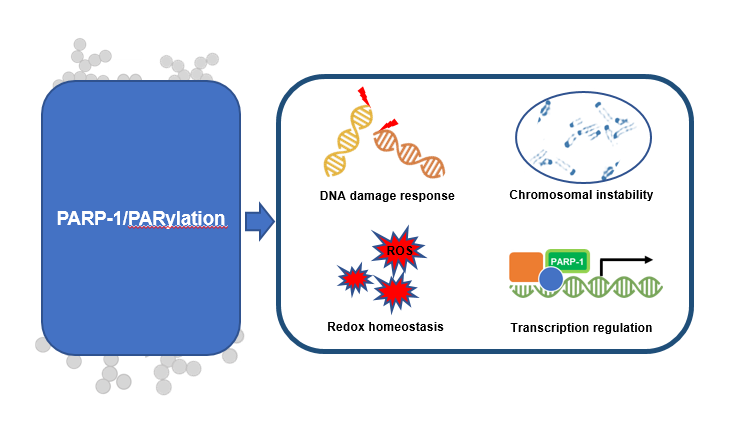 PARP-1/PARylation
DNA damage response
Chromosomal instability
ROS
PARP-1
Redox homeostasis
Transcription regulation